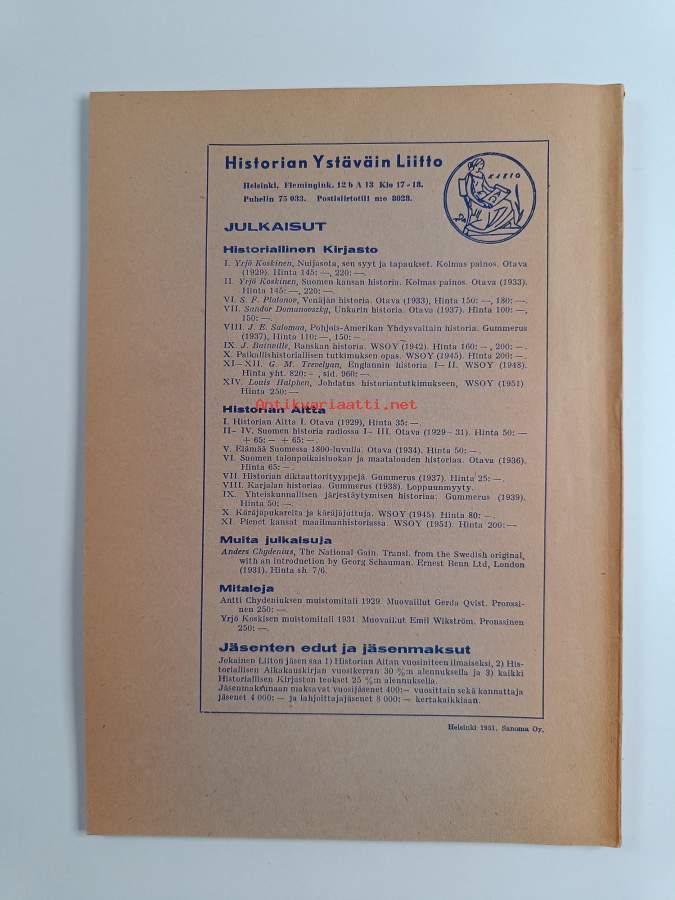 Historian Ystäväin Liitto
Helsinki, Flemingink. 12 b A 13 Klo 17 - 18.
Puhelin 75 033. Postisiirtotili n:o 8028.
KLEIO
JULKAISUT
Historiallinen Kirjasto
I. Yrjö Koskinen, Nuijasota, sen syyt ja tapaukset. Kolmas painos. Otava
(1929). Hinta 145: —, 220: —.
II. Yrjö Koskinen, Suomen kansan historia. Kolmas painos. Otava (1933).
Hinta 145: —, 220: —.
VI. S. F. Platonov, Venäjän historia. Otava (1933), Hinta 150: —, 180: —.
VII. Sandor Domanovszky, Unkarin historia. Otava (1937). Hinta 100: —,
150: —.
VIII. J. E. Salomaa, Pohjois-Amerikan Yhdysvaltain historia. Gummerus
(1937), Hinta 110: —, 150: —.
IX. J. Bainville, Ranskan historia. WSOY (1942). Hinta 160: —, 200: — .
X. Paikallishistoriallisen tutkimuksen opas. WSOY (1945). Hinta 200: — .
XI—XII. G. M. Trevelyan, Englannin historia I—II. WSOY (1948).
Hinta yht. 820: - , sid. 960: —.
XIV. Louis Halphen, Johdatus historiantutkimukseen, WSOY (1951)
Hinta 250: —
Antikvariaatti.net
Historian Aitta
I. Historian Aitta I. Otava (1929), Hinta 35: —
II— IV. Suomen historia radiossa I— III. Otava (1929 - 31). Hinta 50: —
+ 65: — + 65: — .
V. Elämää Suomessa 1800-luvulla. Otava (1934). Hinta 50: — .
VI. Suomen talonpoikaisluokan ja maatalouden historiaa. Otava (1936).
Hinta 65: — .
VII. Historian diktaattorityyppejä. Gummerus (1937). Hinta 25: — .
VIII. Karjalan historiaa. Gummerus (1938). Loppuunmyyty.
IX. Yhteiskunnallisen järjestäytymisen historiaa. Gummerus (1939).
Hinta 50: —.
X. Käräjäpukareita ja käräjäjuttuja. WSOY (1945). Hinta 80: — .
XI. Pienet kansat maailmanhistoriassa. WSOY (1951) Hinta 200: —
Muita julkaisuja
Anders Chydenius, The National Gain. Transl. from the Swedish original,
with an introduction by Georg Schauman. Ernest Benn Ltd, London
(1931). Hinta sh. 7/6.
Mitaleja
Antti Chydeniuksen muistomitali 1929. Muovaillut Gerda Qvist. Pronssi-
nen 250: —.
Yrjö Koskisen muistomitali 1931. Muovaillut Emil Wikström. Pronssinen
250: —.
Jäsenten edut ja jäsenmaksut
Jokainen Liiton jäsen saa 1) Historian Aitan vuosiniteen ilmaiseksi, 2) His-
toriallisen Aikakauskirjan vuosikerran 30 %:n alennuksella ja 3) kaikki
Historiallisen Kirjaston teokset 25 %:n alennuksella.
Jäsenmaksunaan maksavat vuosijäsenet 400: — vuosittain sekä kannattaja
jäsenet 4 000: — ja lahjoittajajäsenet 8 000: — kertakaikkiaan.
Helsinki 1951. Sanoma Oy.